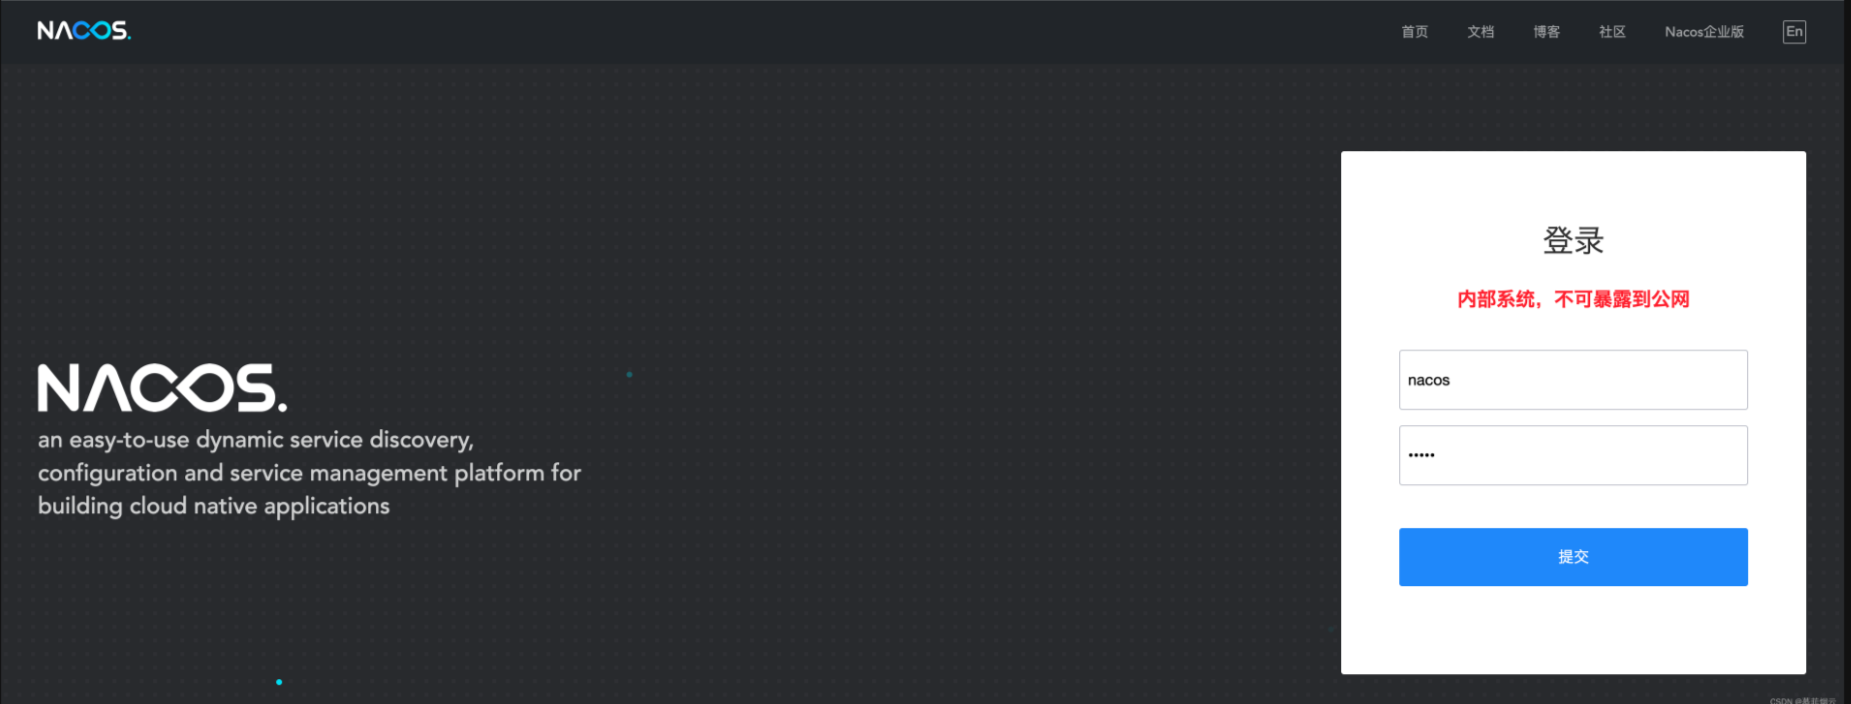 NACOS.
首页 文档 博客 社区 Nacos企业版 En
登录
内部系统，不可暴露到公网
nacos
•••••
提交
NACOS.
an easy-to-use dynamic service discovery,
configuration and service management platform for
building cloud native applications